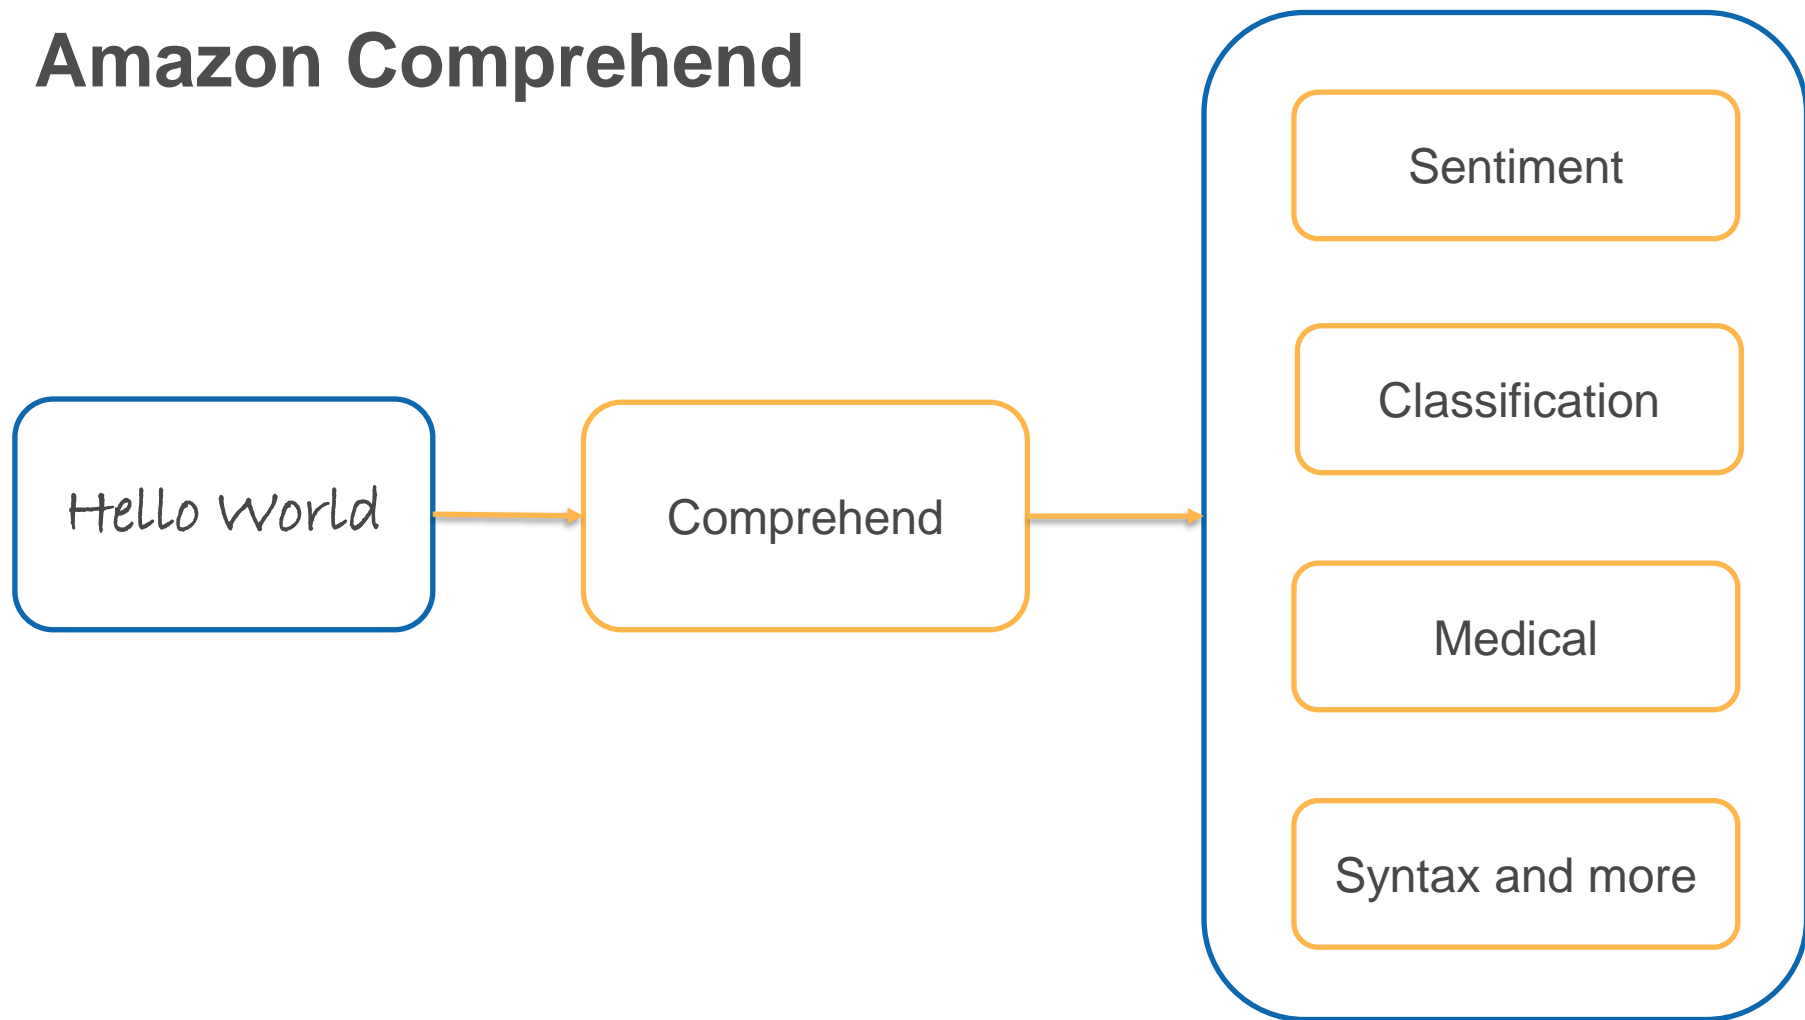 Amazon Comprehend
Hello World
Comprehend
Sentiment
Classification
Medical
Syntax and more